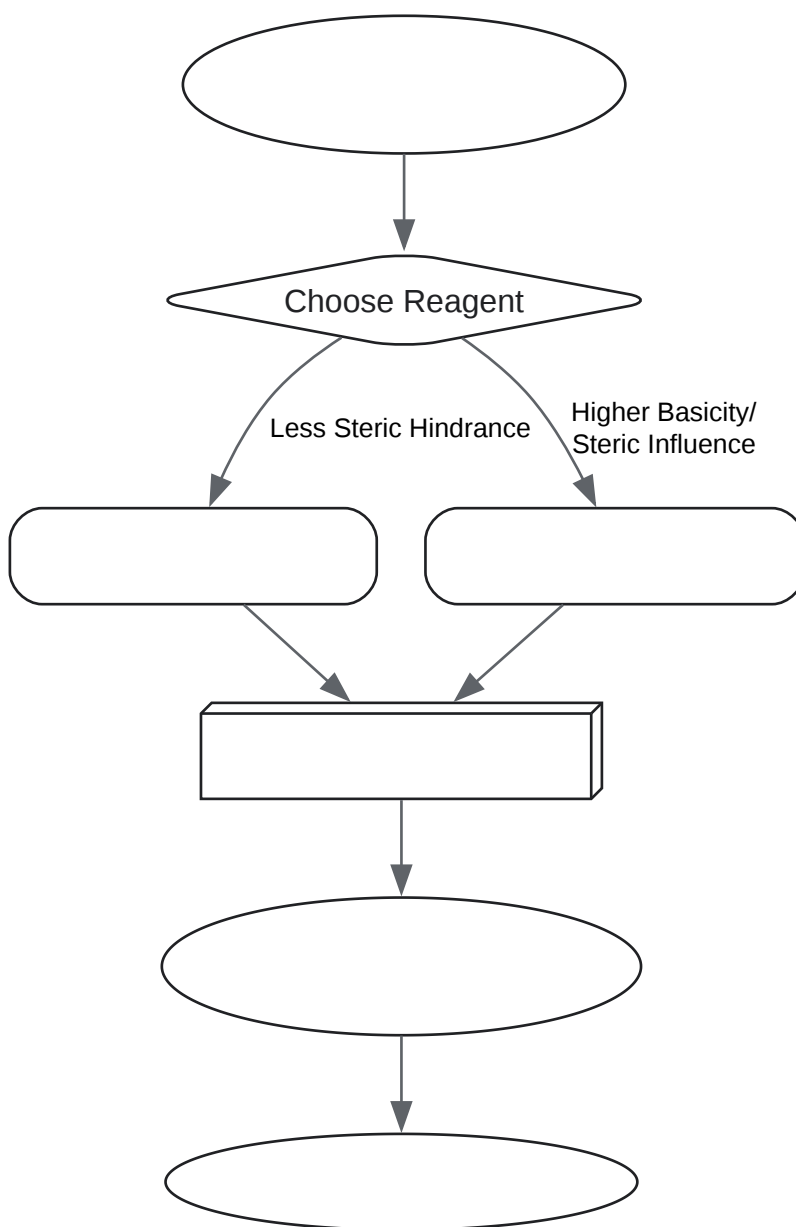 Choose Reagent
Less Steric Hindrance
Higher Basicity/
Steric Influence